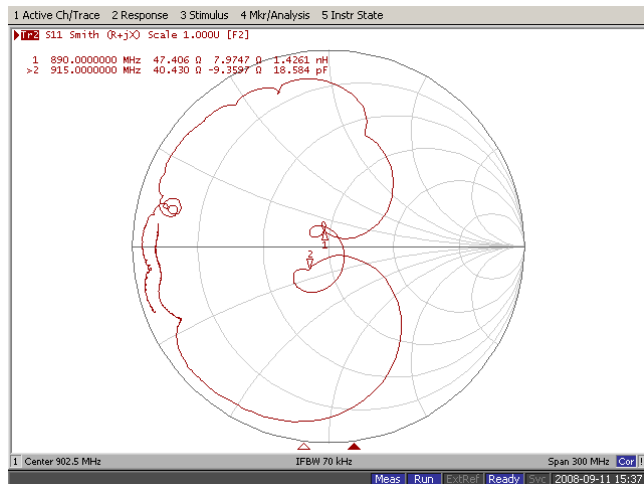 1 Active Ch/Trace 2 Response 3 Stimulus 4 Mkr/Analysis 5 Instr State
Tr2 S11 Smith (R+jX) Scale 1.000U [F2]
1 890.0000000 MHz 47.406 Ω 7.9747 Ω 1.4261 nH
>2 915.0000000 MHz 40.430 Ω -9.3597 Ω 18.584 pF
1
2
1 Center 902.5 MHz IFBW 70 kHz Span 300 MHz Cor !
Meas Run ExtRef Ready Svc 2008-09-11 15:37